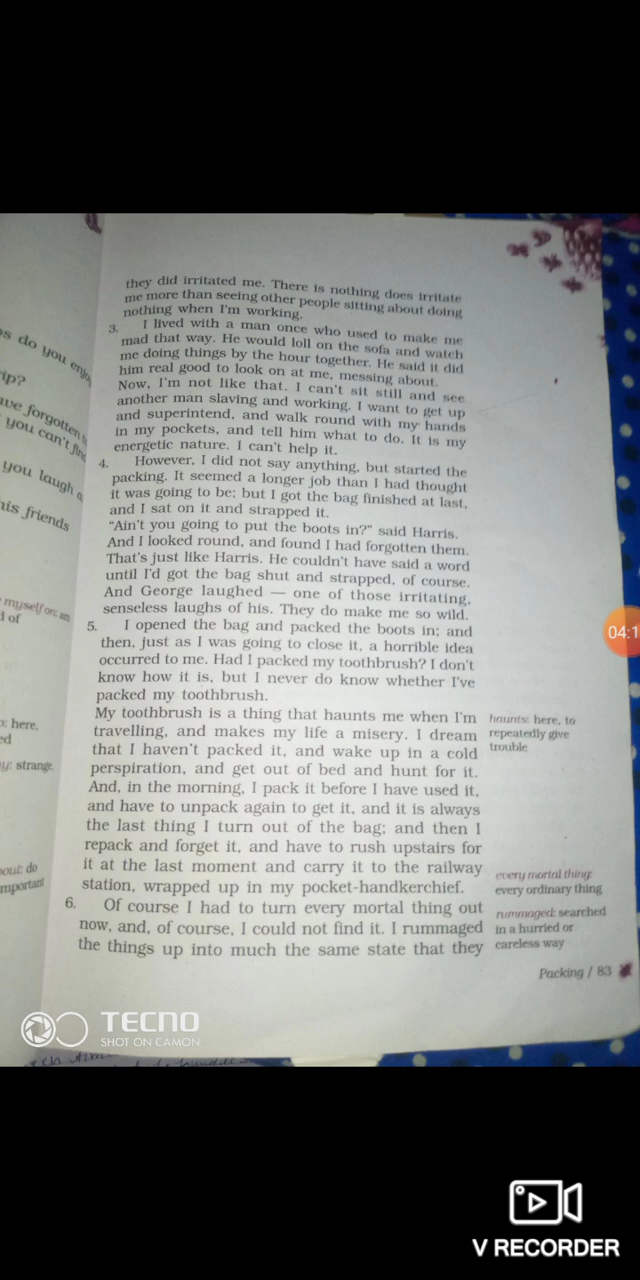 they did irritated me. There is nothing does irritate
me more than seeing other people sitting about doing
nothing when I'm working.
3. I lived with a man once who used to make me
mad that way. He would loll on the sofa and watch
me doing things by the hour together. He said it did
him real good to look on at me, messing about.
Now, I'm not like that. I can't sit still and see
another man slaving and working. I want to get up
and superintend, and walk round with my hands
in my pockets, and tell him what to do. It is my
energetic nature. I can't help it.
4. However, I did not say anything, but started the
packing. It seemed a longer job than I had thought
it was going to be; but I got the bag finished at last,
and I sat on it and strapped it.
"Ain't you going to put the boots in?" said Harris.
And I looked round, and found I had forgotten them.
That's just like Harris. He couldn't have said a word
until I'd got the bag shut and strapped, of course.
And George laughed — one of those irritating,
senseless laughs of his. They do make me so wild.
5. I opened the bag and packed the boots in; and
then, just as I was going to close it, a horrible idea
occurred to me. Had I packed my toothbrush? I don't
know how it is, but I never do know whether I've
packed my toothbrush.
My toothbrush is a thing that haunts me when I'm
travelling, and makes my life a misery. I dream
that I haven't packed it, and wake up in a cold
perspiration, and get out of bed and hunt for it.
And, in the morning, I pack it before I have used it,
and have to unpack again to get it, and it is always
the last thing I turn out of the bag; and then I
repack and forget it, and have to rush upstairs for
it at the last moment and carry it to the railway
station, wrapped up in my pocket-handkerchief.
6. Of course I had to turn every mortal thing out
now, and, of course, I could not find it. I rummaged
the things up into much the same state that they
haunts: here, to
repeatedly give
trouble
every mortal thing:
every ordinary thing
rummaged: searched
in a hurried or
careless way
Packing / 83
do you enjoy
forgotten
you can't
you laugh
his friends
myself on: am
of
here,
strange.
do
TECNO
SHOT ON CAMON
04:1
V RECORDER